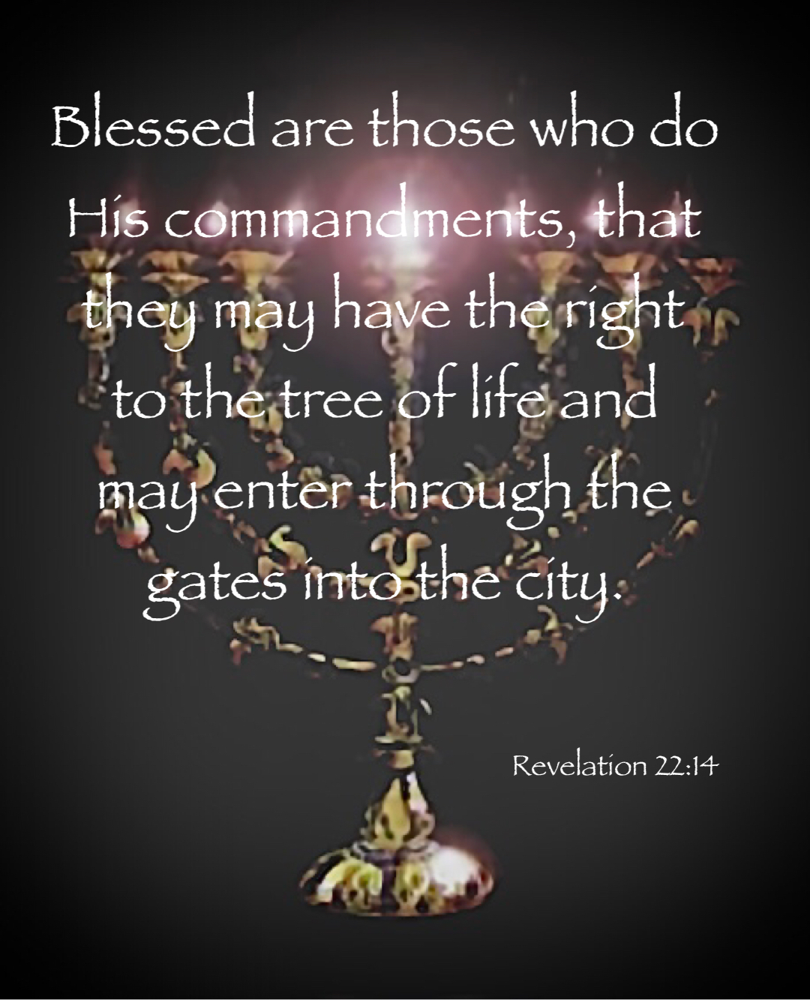 Blessed are those who do
His commandments, that
they may have the right
to the tree of life and
may enter through the
gates into the city.
Revelation 22:14